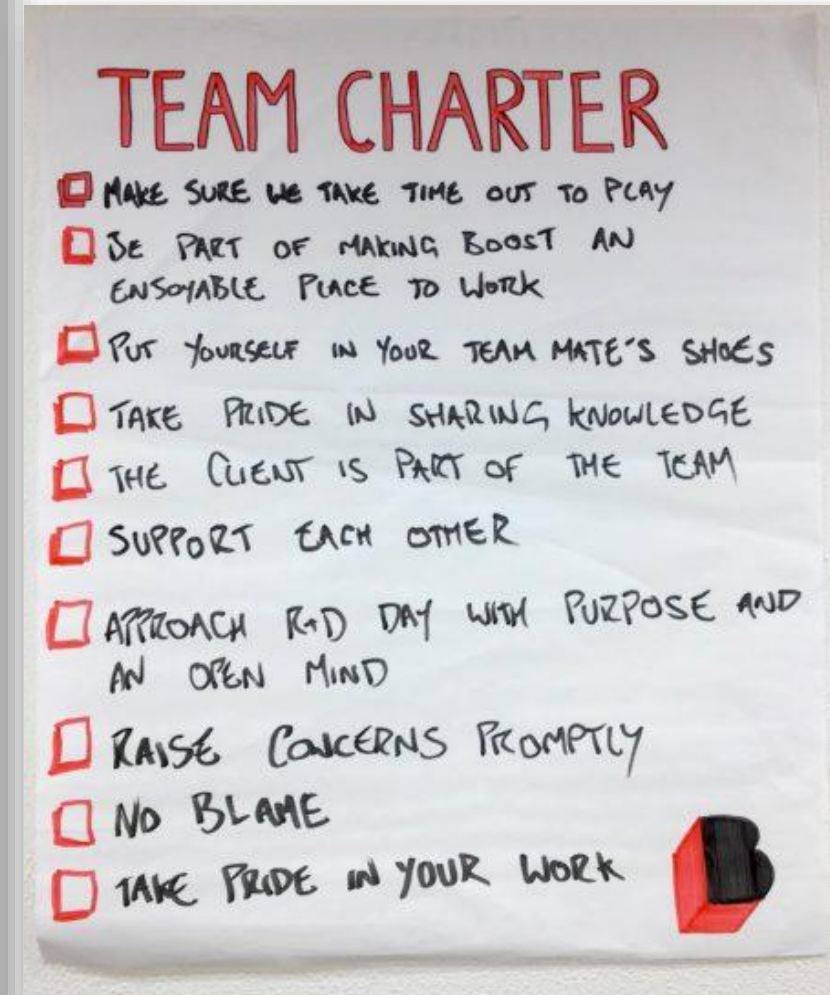 TEAM CHARTER
MAKE SURE WE TAKE TIME OUT TO PLAY
BE PART OF MAKING BOOST AN
ENJOYABLE PLACE TO WORK
PUT YOURSELF IN YOUR TEAM MATE'S SHOES
TAKE PRIDE IN SHARING KNOWLEDGE
THE CLIENT IS PART OF THE TEAM
SUPPORT EACH OTHER
APPROACH R+D DAY WITH PURPOSE AND
AN OPEN MIND
RAISE CONCERNS PROMPTLY
NO BLAME
TAKE PRIDE IN YOUR WORK
B